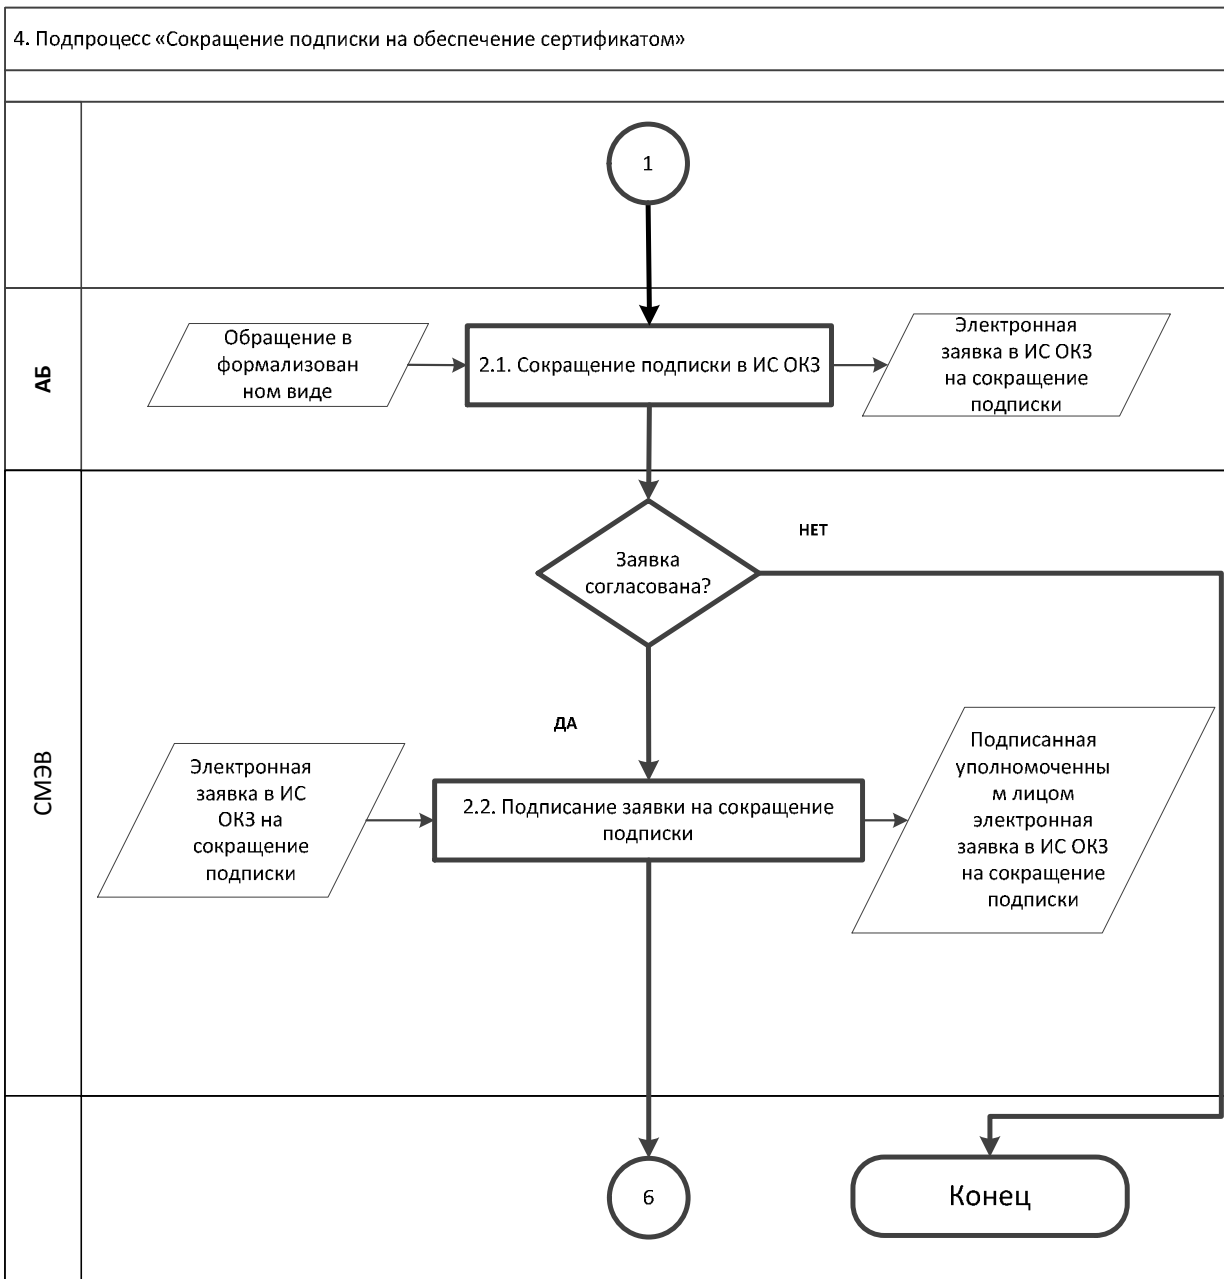 4. Подпроцесс «Сокращение подписки на обеспечение сертификатом»
1
АБ
Обращение в
формализован
ном виде
2.1. Сокращение подписки в ИС ОКЗ
Электронная
заявка в ИС ОКЗ
на сокращение
подписки
СМЭВ
НЕТ
Заявка
согласована?
ДА
Электронная
заявка в ИС
ОКЗ на
сокращение
подписки
2.2. Подписание заявки на сокращение
подписки
Подписанная
уполномоченны
м лицом
электронная
заявка в ИС ОКЗ
на сокращение
подписки
6
Конец